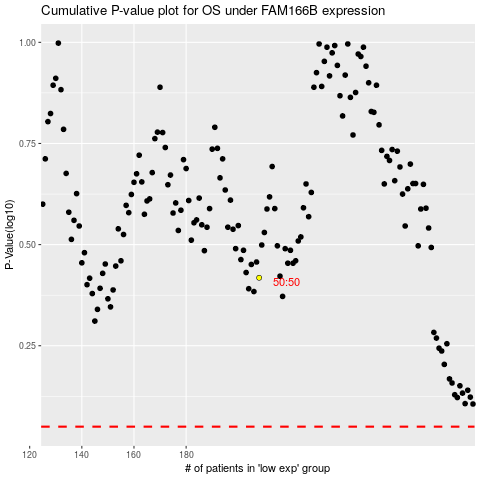 Cumulative P-value plot for OS under FAM166B expression
P-Value(log10)
1.00
0.75
0.50
0.25
50:50
120 140 160 180
# of patients in 'low exp' group